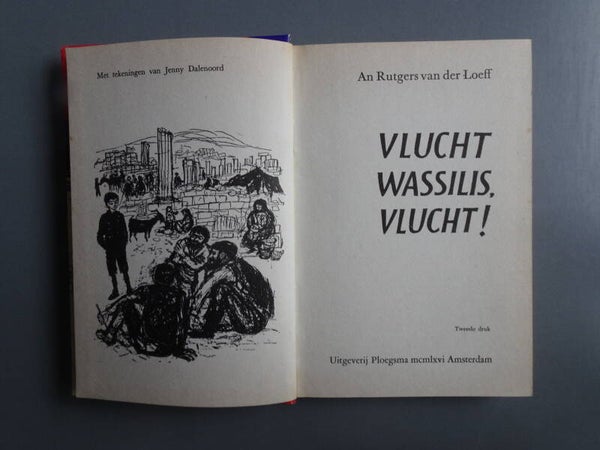 Met tekeningen van Jenny Dalenoord
An Rutgers van der Loeff
VLUCHT
WASSILIS,
VLUCHT!
Tweede druk
Uitgeverij Ploegsma mcmlxvi Amsterdam